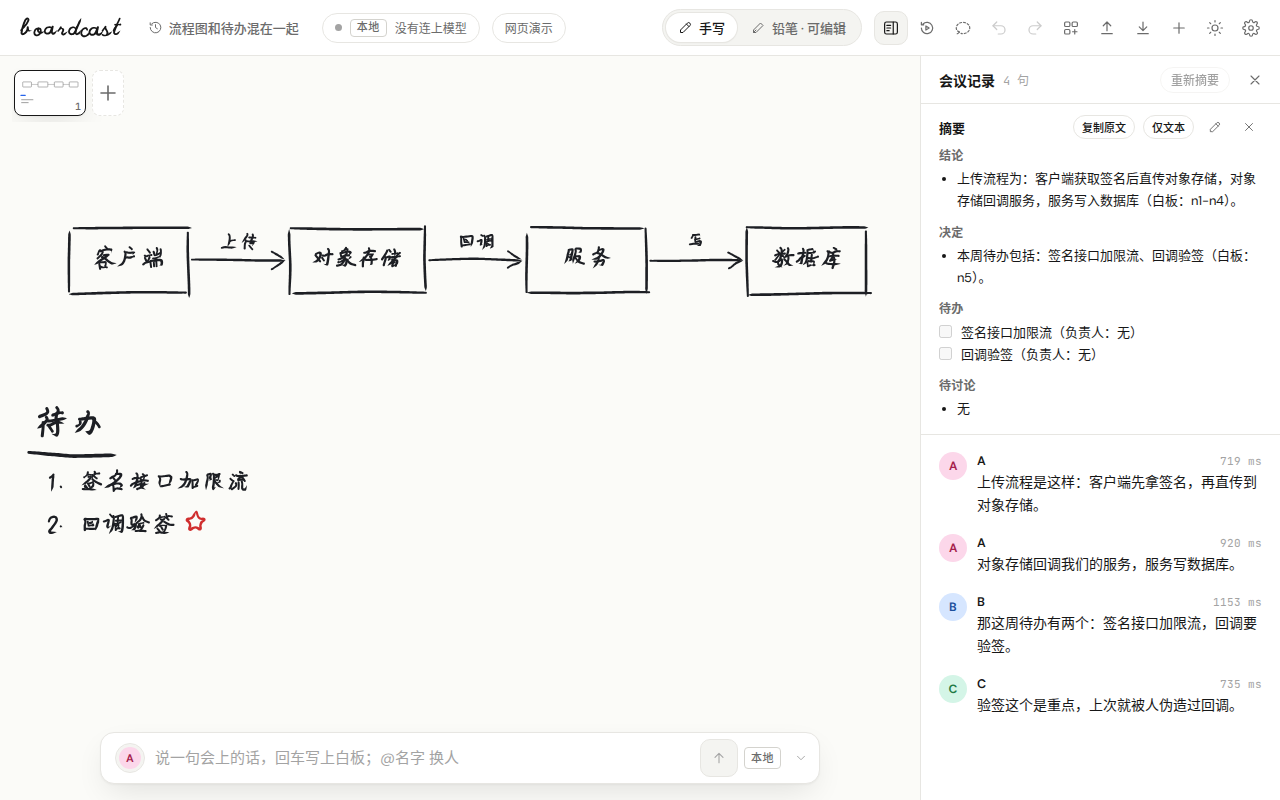 boardcast
流程图和待办混在一起
本地 没有连上模型
网页演示
手写
铅笔 · 可编辑
1
客户端
上传
对象存储
回调
服务
写
数据库
待办
1. 签名接口加限流
2. 回调验签
A 说一句会上的话，回车写上白板；@名字 换人
本地
会议记录 4 句
重新摘要
摘要
复制原文
仅文本
结论
• 上传流程为：客户端获取签名后直传对象存储，对象
存储回调服务，服务写入数据库（白板：n1-n4）。
决定
• 本周待办包括：签名接口加限流、回调验签（白板：
n5）。
待办
签名接口加限流（负责人：无）
回调验签（负责人：无）
待讨论
• 无
A A 719 ms
上传流程是这样：客户端先拿签名，再直传到
对象存储。
A A 920 ms
对象存储回调我们的服务，服务写数据库。
B B 1153 ms
那这周待办有两个：签名接口加限流，回调要
验签。
C C 735 ms
验签这个是重点，上次就被人伪造过回调。